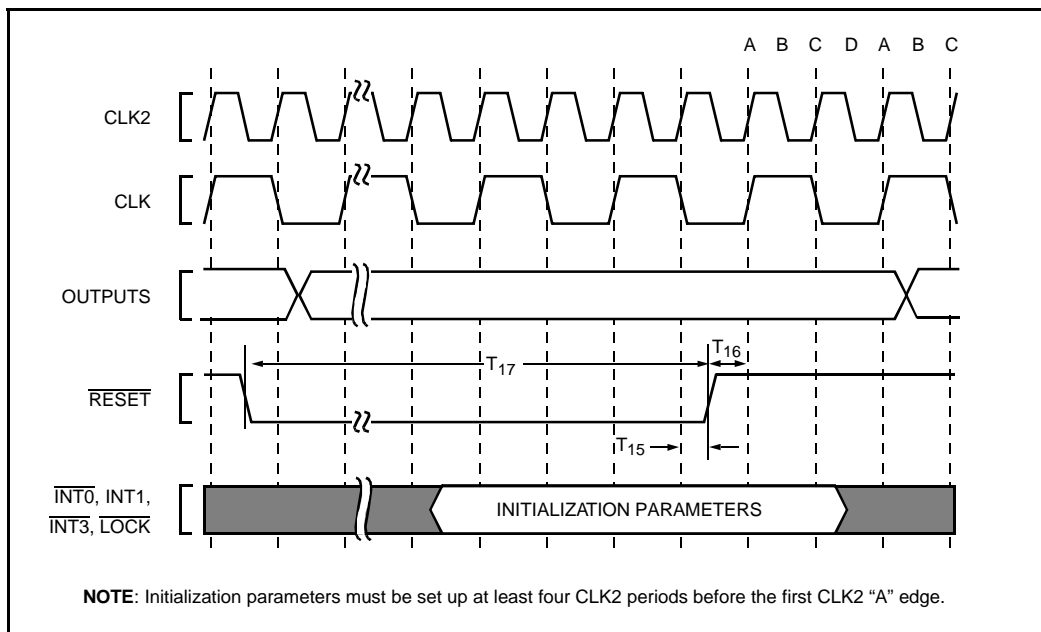 A B C D A B C
CLK2
CLK
OUTPUTS
T17
T16
RESET
T15
INT0, INT1,
INT3, LOCK
INITIALIZATION PARAMETERS
NOTE: Initialization parameters must be set up at least four CLK2 periods before the first CLK2 “A” edge.